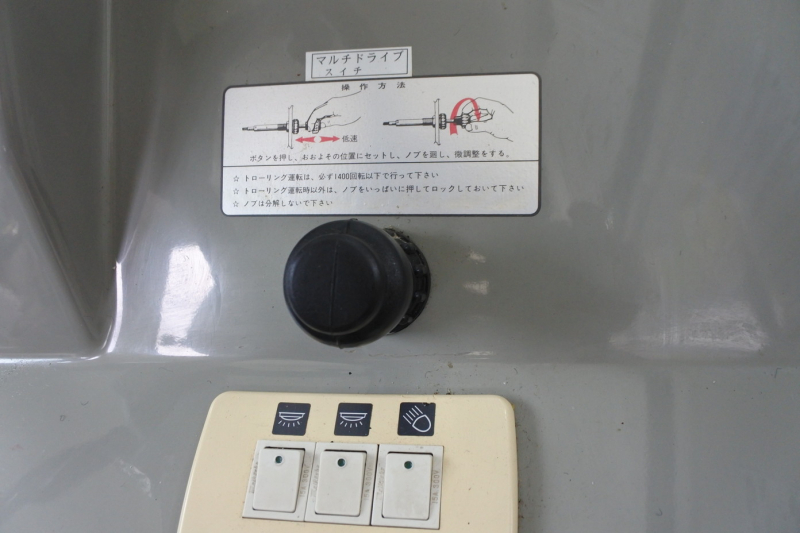 マルチドライブ
スイチ
操作方法
低速
ボタンを押し、おおよその位置にセットし、ノブを廻し、微調整をする。
☆ トローリング運転は、必ず1400回転以下で行って下さい
☆ トローリング運転時以外は、ノブをいっぱいに押してロックしておいて下さい
☆ ノブは分解しないで下さい